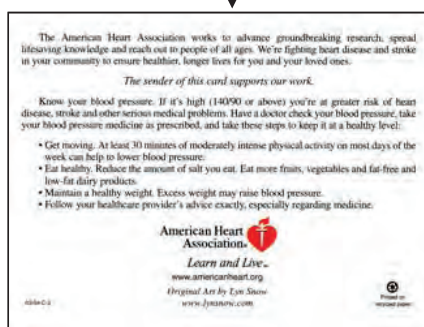 The American Heart Association works to advance groundbreaking research, spread
lifesaving knowledge and reach out to people of all ages. We're fighting heart disease and stroke
in your community to ensure healthier, longer lives for you and your loved ones.
The sender of this card supports our work.
Know your blood pressure. If it's high (140/90 or above) you're at greater risk of heart
disease, stroke and other serious medical problems. Have a doctor check your blood pressure, take
your blood pressure medicine as prescribed, and take these steps to keep it at a healthy level:
• Get moving. At least 30 minutes of moderately intense physical activity on most days of the
week can help to lower blood pressure.
• Eat healthy. Reduce the amount of salt you eat. Eat more fruits, vegetables and fat-free and
low-fat dairy products.
• Maintain a healthy weight. Excess weight may raise blood pressure.
• Follow your healthcare provider's advice exactly, especially regarding medicine.
American Heart
Association®
Learn and Live℠
www.americanheart.org
Original Art by Lyn Snow
www.lynsnow.com
Printed on
recycled paper